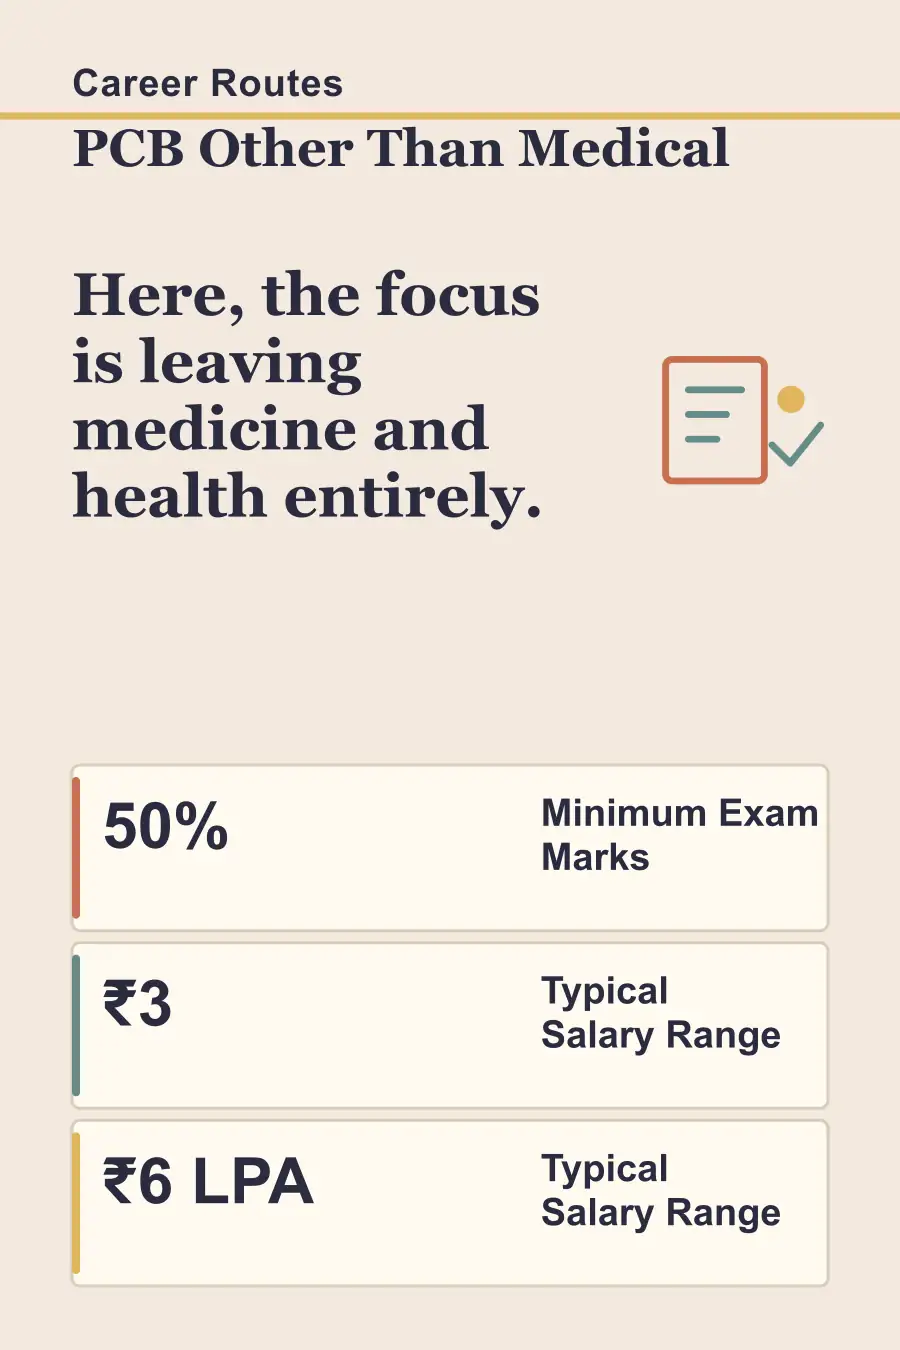 Career Routes
PCB Other Than Medical
Here, the focus
is leaving
medicine and
health entirely.
50%
Minimum Exam
Marks
₹3
Typical
Salary Range
₹6 LPA
Typical
Salary Range